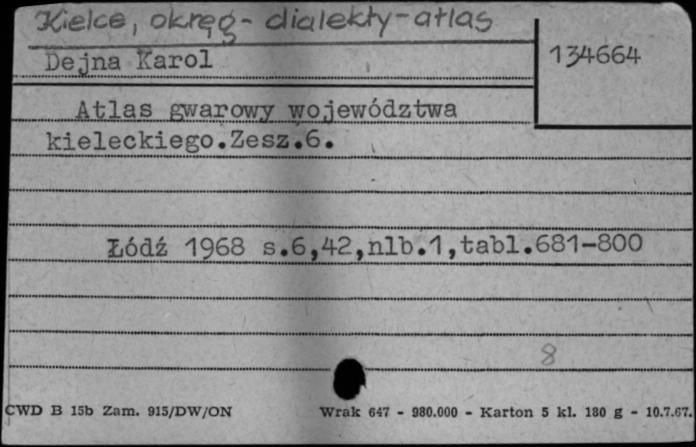 Kielce, okręg - dialekty - atlas
Dejna Karol
134664
Atlas gwarowy województwa
kieleckiego.Zesz.6.
Łódź 1968 s.6,42,nlb.1,tabl.681-800
8
CWD B 15b Zam. 915/DW/ON
Wrak 647 - 980.000 - Karton 5 kl. 180 g - 10.7.67.